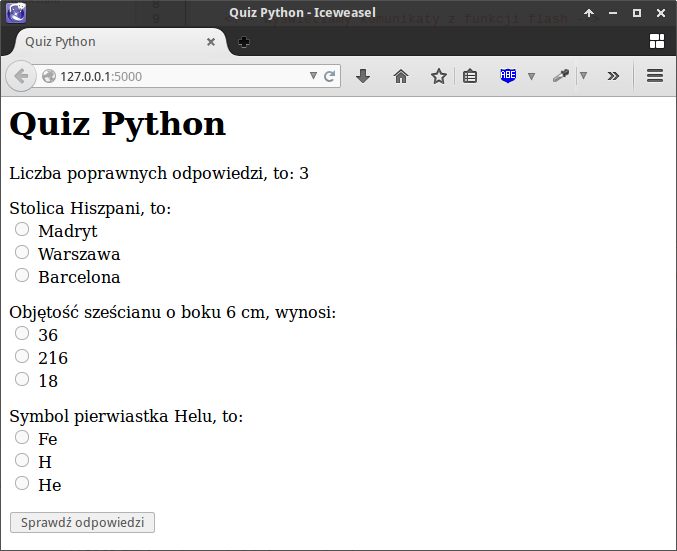 Quiz Python - Iceweasel
Quiz Python
127.0.0.1:5000
ABE
Quiz Python
Liczba poprawnych odpowiedzi, to: 3
Stolica Hiszpani, to:
Madryt
Warszawa
Barcelona
Objętość sześcianu o boku 6 cm, wynosi:
36
216
18
Symbol pierwiastka Helu, to:
Fe
H
He
Sprawdź odpowiedzi